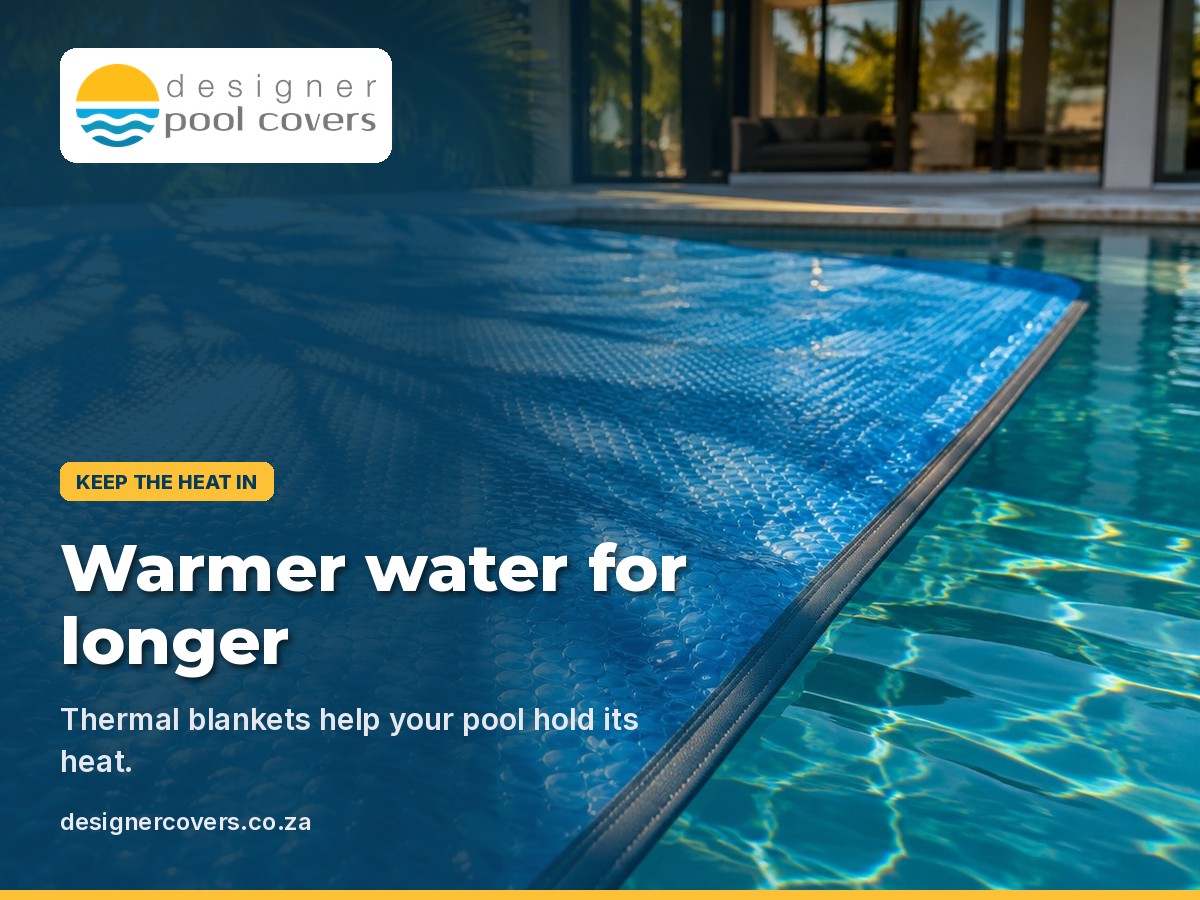 designer
pool covers
KEEP THE HEAT IN
Warmer water for
longer
Thermal blankets help your pool hold its
heat.
designercovers.co.za